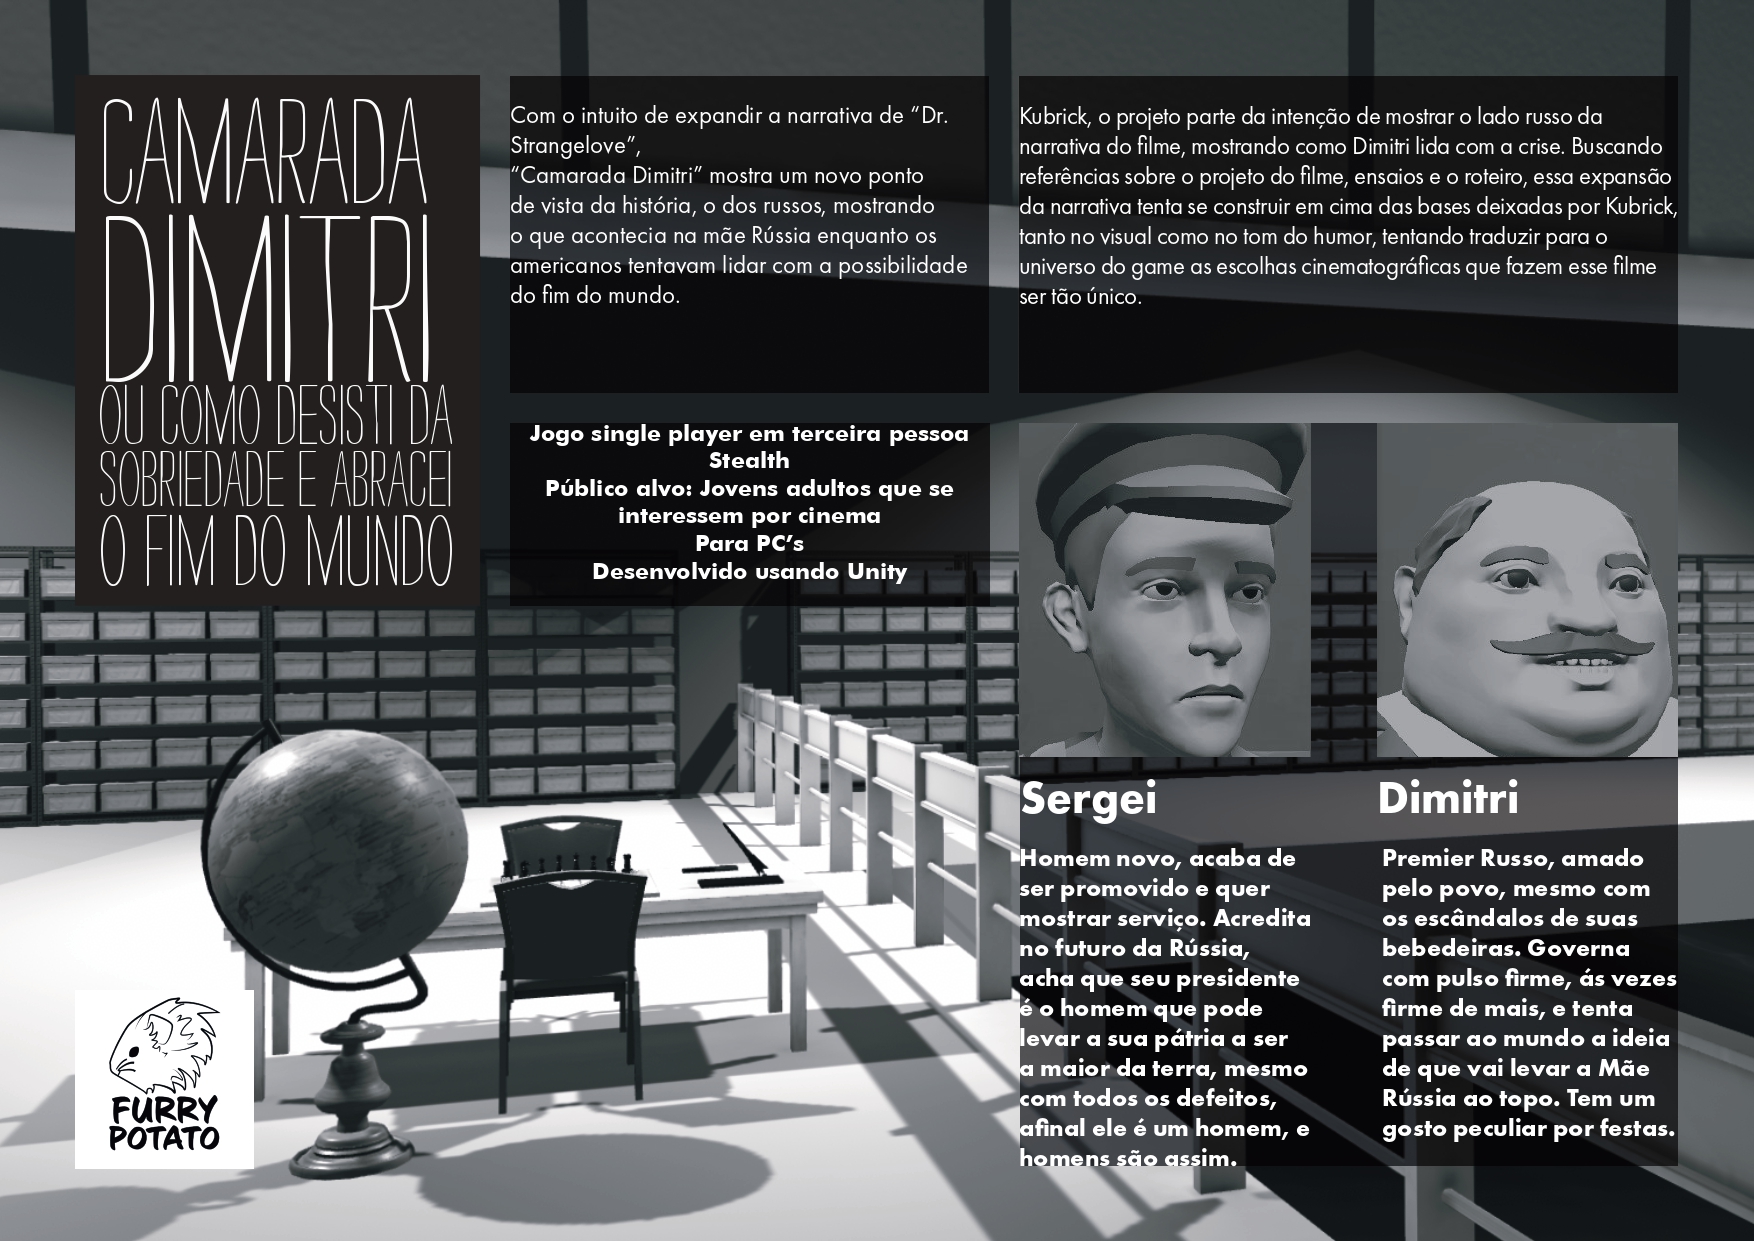 CAMARADA
DIMITRI
OU COMO DESISTI DA
SOBRIEDADE E ABRACEI
O FIM DO MUNDO
Com o intuito de expandir a narrativa de “Dr.
Strangelove”,
“Camarada Dimitri” mostra um novo ponto
de vista da história, o dos russos, mostrando
o que acontecia na mãe Rússia enquanto os
americanos tentavam lidar com a possibilidade
do fim do mundo.
Kubrick, o projeto parte da intenção de mostrar o lado russo da
narrativa do filme, mostrando como Dimitri lida com a crise. Buscando
referências sobre o projeto do filme, ensaios e o roteiro, essa expansão
da narrativa tenta se construir em cima das bases deixadas por Kubrick,
tanto no visual como no tom do humor, tentando traduzir para o
universo do game as escolhas cinematográficas que fazem esse filme
ser tão único.
Jogo single player em terceira pessoa
Stealth
Público alvo: Jovens adultos que se
interessem por cinema
Para PC’s
Desenvolvido usando Unity
Sergei
Homem novo, acaba de
ser promovido e quer
mostrar serviço. Acredita
no futuro da Rússia,
acha que seu presidente
é o homem que pode
levar a sua pátria a ser
a maior da terra, mesmo
com todos os defeitos,
afinal ele é um homem, e
homens são assim.
Dimitri
Premier Russo, amado
pelo povo, mesmo com
os escândalos de suas
bebedeiras. Governa
com pulso firme, ás vezes
firme de mais, e tenta
passar ao mundo a ideia
de que vai levar a Mãe
Rússia ao topo. Tem um
gosto peculiar por festas.
FURRY
POTATO